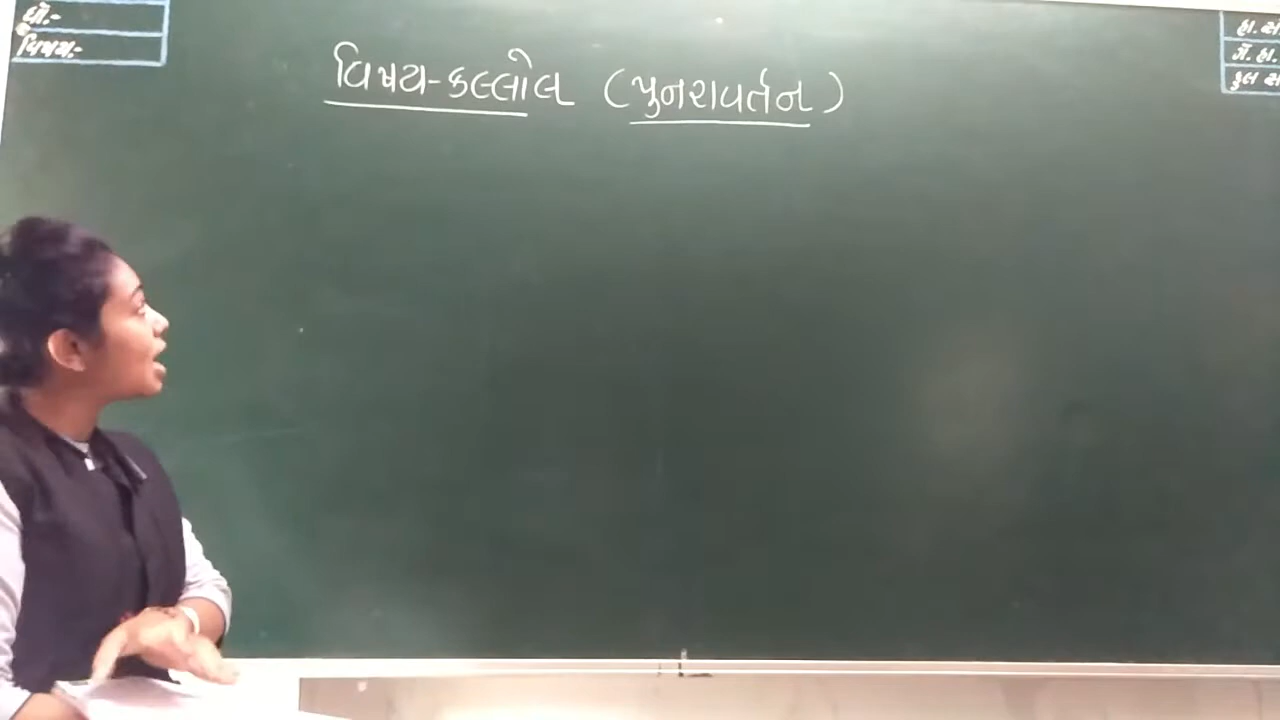 ધો.-
વિષય:-
વિષય-કલ્લોલ (પુનરાવર્તન)
હા.
ગે. હા.
કુલ